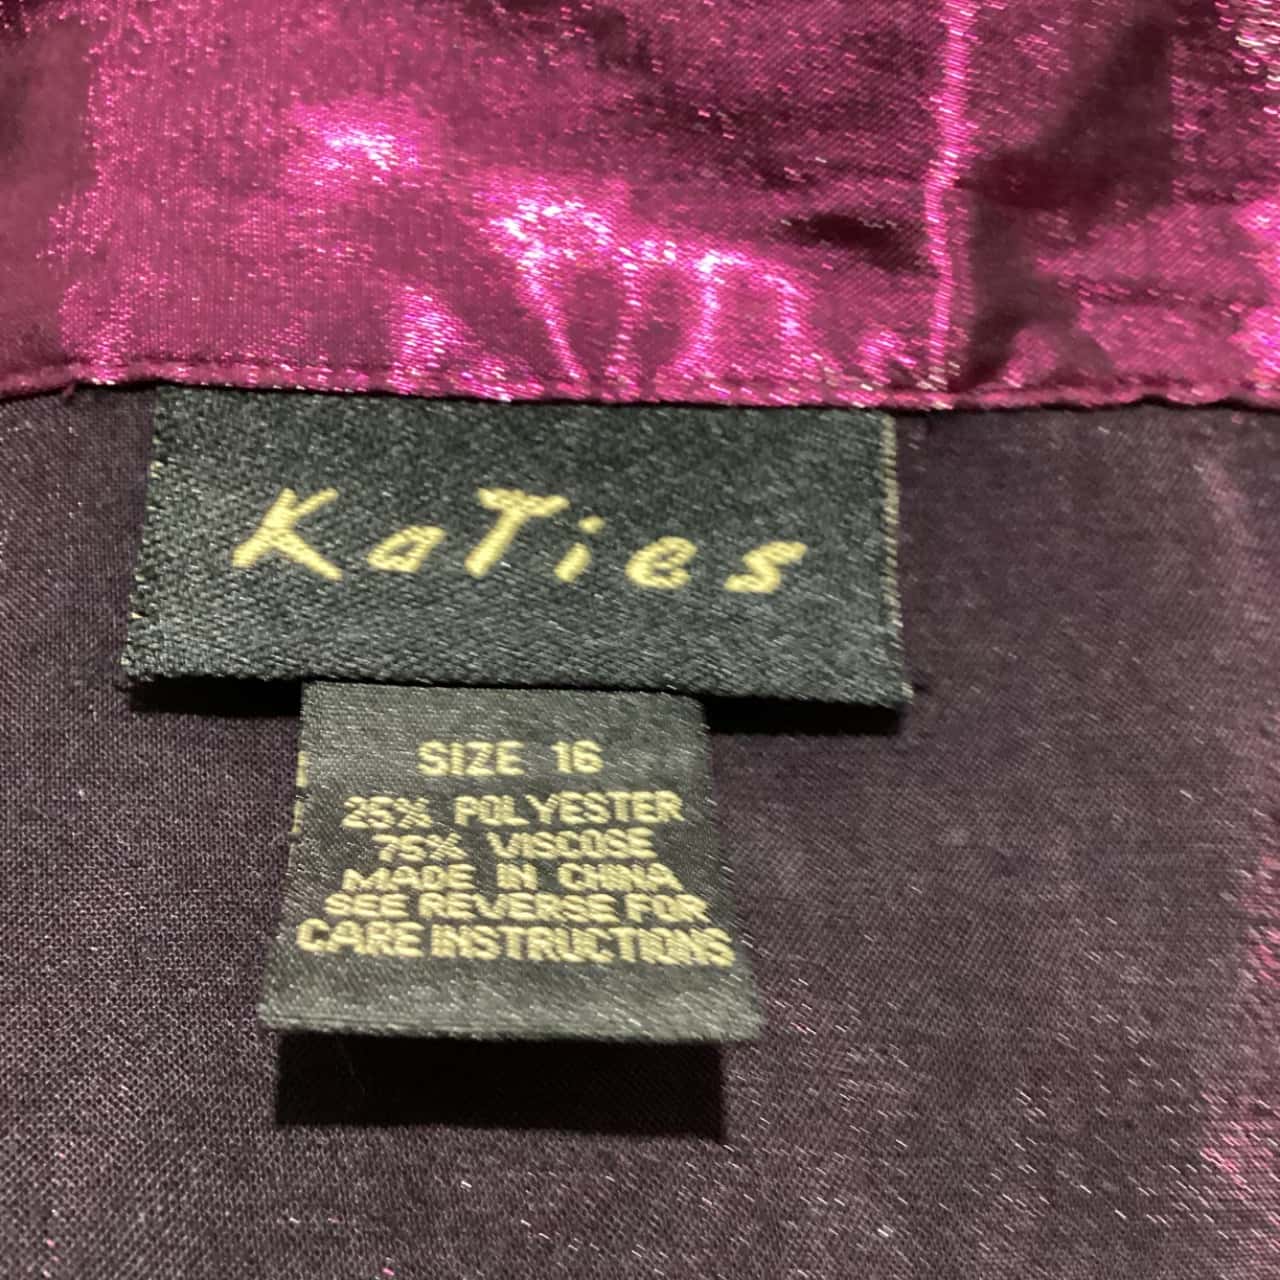 KaTies
SIZE 16
25% POLYESTER
75% VISCOSE
MADE IN CHINA
SEE REVERSE FOR
CARE INSTRUCTIONS